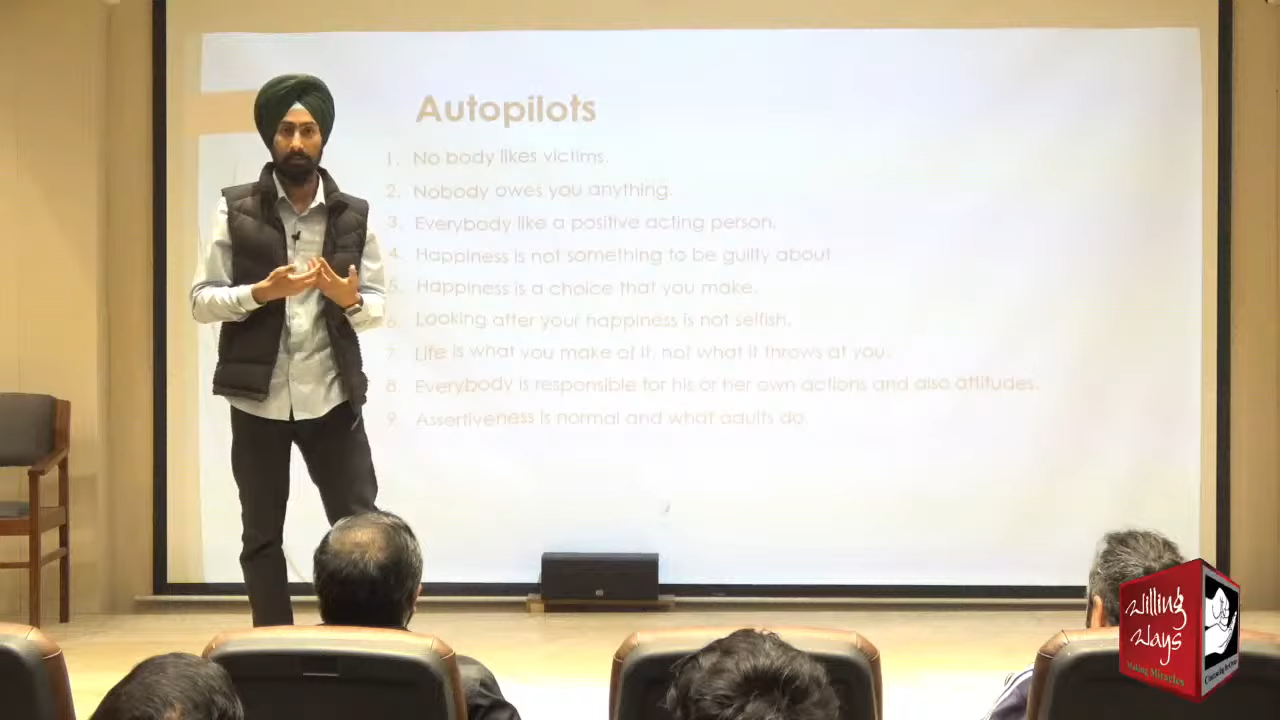 Autopilots
1. No body likes victims.
2. Nobody owes you anything.
3. Everybody like a positive acting person.
4. Happiness is not something to be guilty about
5. Happiness is a choice that you make.
6. Looking after your happiness is not selfish.
7. Life is what you make of it, not what it throws at you.
8. Everybody is responsible for his or her own actions and also attitudes.
9. Assertiveness is normal and what adults do.
Willing
Ways
Making Miracles